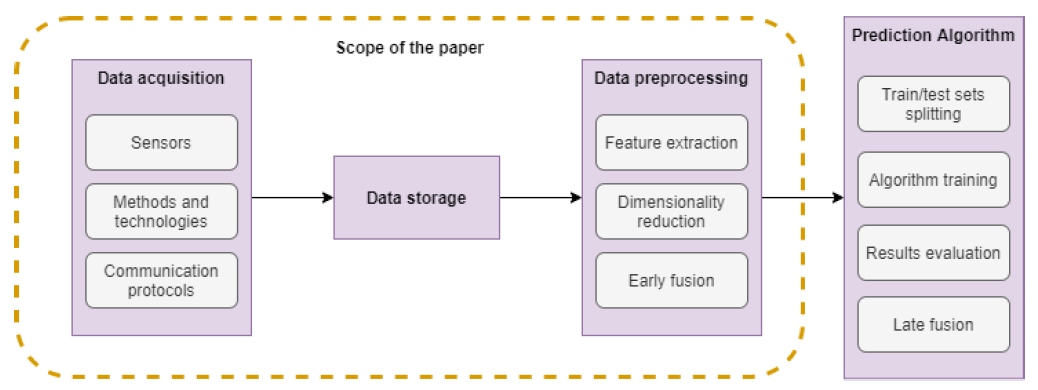 Scope of the paper
Data acquisition
Sensors
Methods and
technologies
Communication
protocols
Data storage
Data preprocessing
Feature extraction
Dimensionality
reduction
Early fusion
Prediction Algorithm
Train/test sets
splitting
Algorithm training
Results evaluation
Late fusion